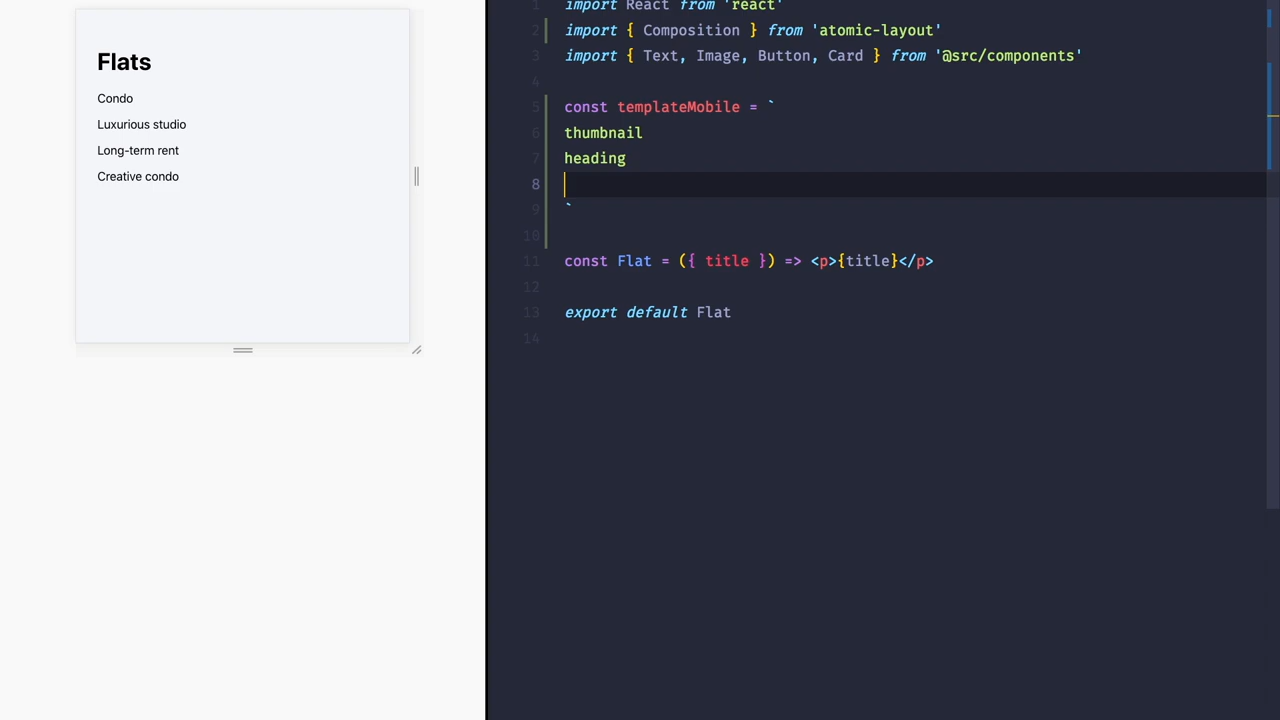 Flats
Condo
Luxurious studio
Long-term rent
Creative condo
1 import React from 'react'
2 import { Composition } from 'atomic-layout'
3 import { Text, Image, Button, Card } from '@src/components'
4
5 const templateMobile = `
6 thumbnail
7 heading
8
9 `
10
11 const Flat = ({ title }) => <p>{title}</p>
12
13 export default Flat
14